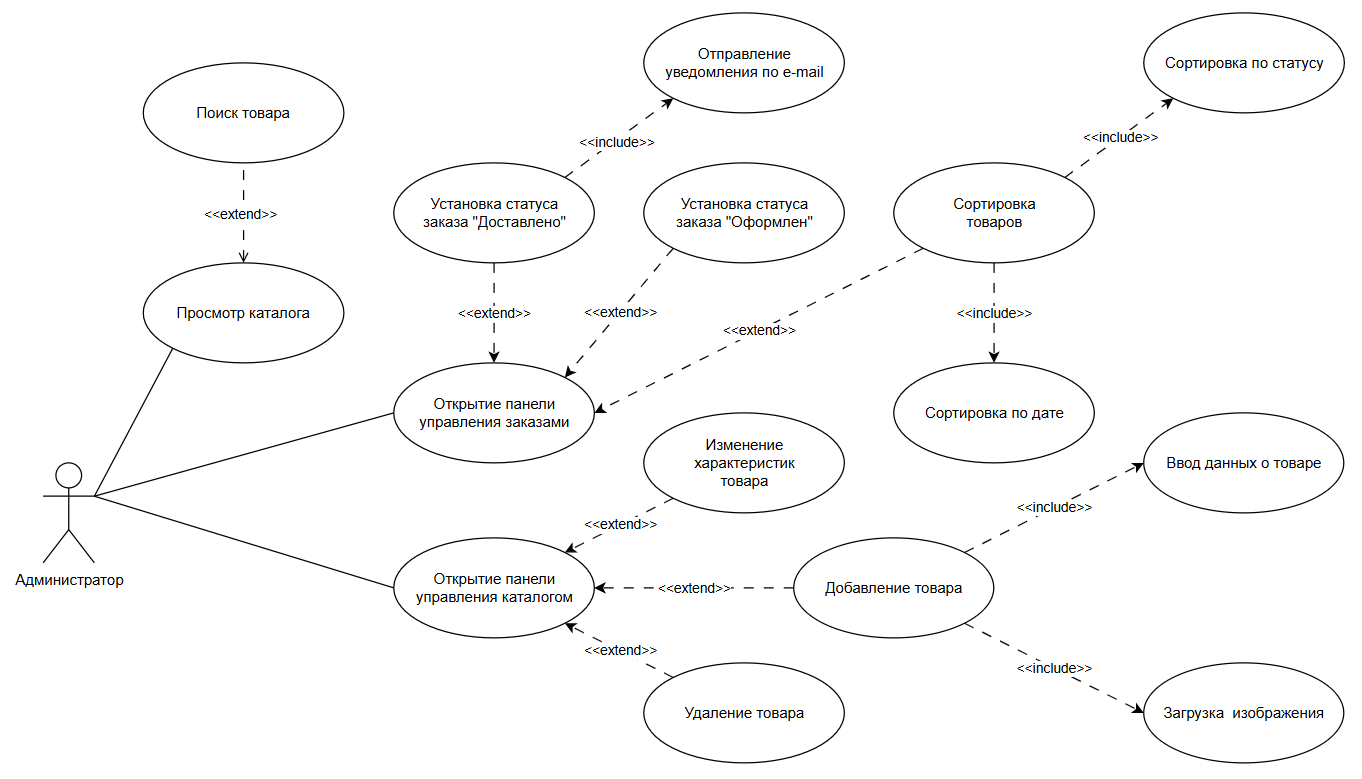 Отправление
уведомления по e-mail
Сортировка по статусу
Поиск товара
<<include>>
<<include>>
Установка статуса
заказа "Доставлено"
Установка статуса
заказа "Оформлен"
Сортировка
товаров
<<extend>>
Просмотр каталога
<<extend>>
<<extend>>
<<extend>>
<<include>>
Открытие панели
управления заказами
Сортировка по дате
Изменение
характеристик
товара
Ввод данных о товаре
<<extend>>
<<include>>
Администратор
Открытие панели
управления каталогом
<<extend>>
Добавление товара
<<extend>>
<<include>>
Удаление товара
Загрузка изображения